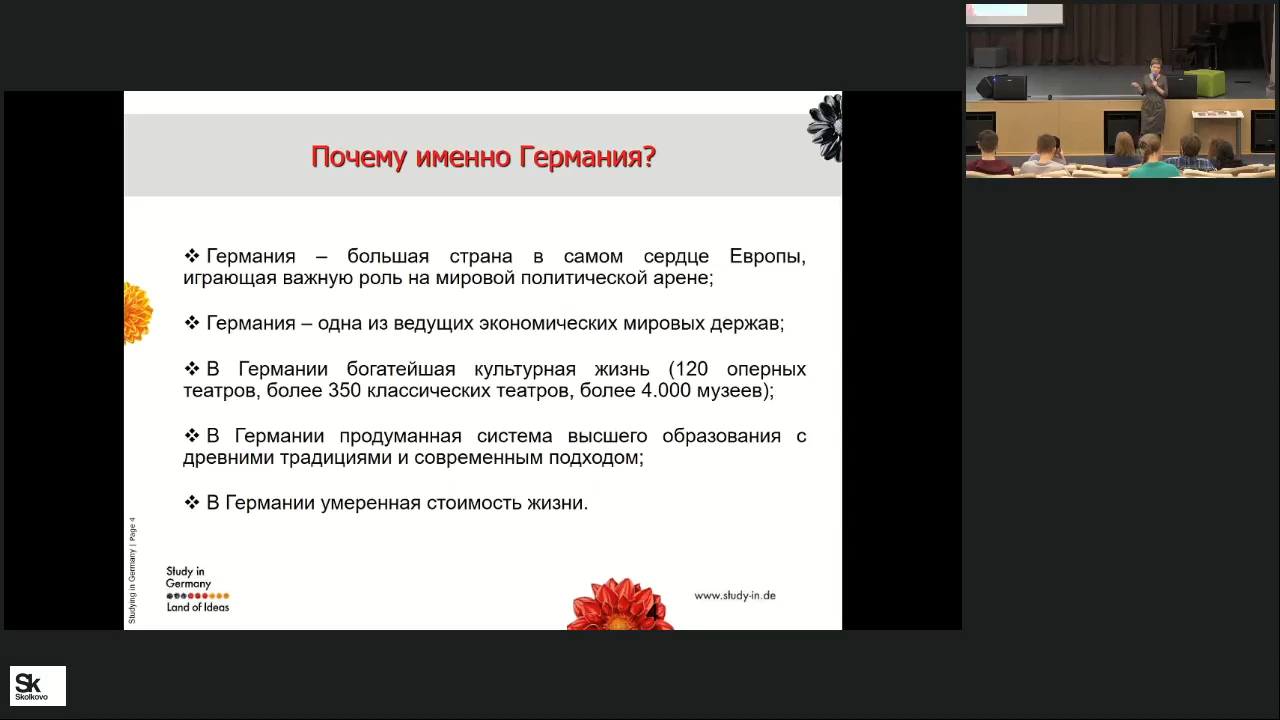 Почему именно Германия?
❖ Германия – большая страна в самом сердце Европы,
играющая важную роль на мировой политической арене;
❖ Германия – одна из ведущих экономических мировых держав;
❖ В Германии богатейшая культурная жизнь (120 оперных
театров, более 350 классических театров, более 4.000 музеев);
❖ В Германии продуманная система высшего образования с
древними традициями и современным подходом;
❖ В Германии умеренная стоимость жизни.
Studying in Germany | Page 4
Study in
Germany
Land of Ideas
4
www.study-in.de
Sk
Skolkovo